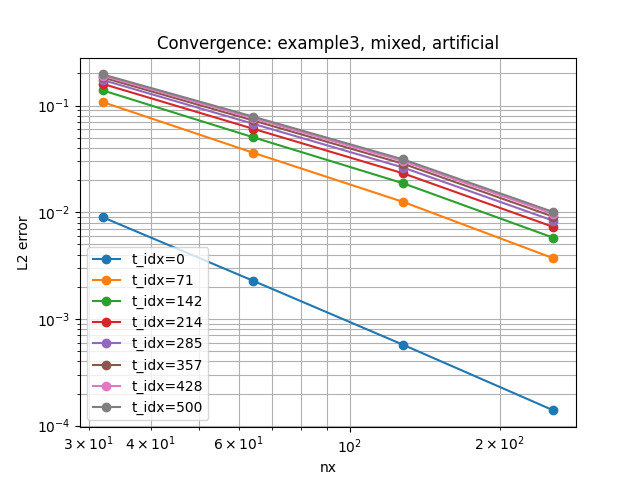 Convergence: example3, mixed, artificial
L2 error
10⁻¹
10⁻²
10⁻³
10⁻⁴
t_idx=0
t_idx=71
t_idx=142
t_idx=214
t_idx=285
t_idx=357
t_idx=428
t_idx=500
3 × 10¹
4 × 10¹
6 × 10¹
10²
2 × 10²
nx